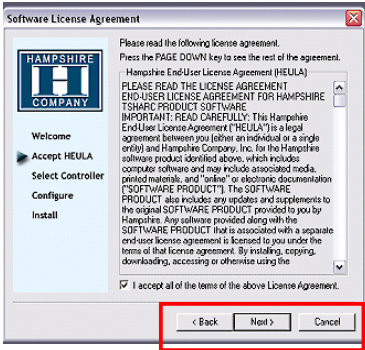 Software License Agreement
HAMPSHIRE
COMPANY
Welcome
Accept HEULA
Select Controller
Configure
Install
Please read the following license agreement.
Press the PAGE DOWN key to see the rest of the agreement.
Hampshire End-User License Agreement (HEULA)
PLEASE READ THE LICENSE AGREEMENT
END-USER LICENSE AGREEMENT FOR HAMPSHIRE
TSHARC PRODUCT SOFTWARE
IMPORTANT: READ CAREFULLY: This Hampshire
End-User License Agreement ("HEULA") is a legal
agreement between you (either an individual or a single
entity) and Hampshire Company, Inc. for the Hampshire
software product identified above, which includes
computer software and may include associated media,
printed materials, and "online" or electronic documentation
("SOFTWARE PRODUCT"). The SOFTWARE
PRODUCT also includes any updates and supplements to
the original SOFTWARE PRODUCT provided to you by
Hampshire. Any software provided along with the
SOFTWARE PRODUCT that is associated with a separate
end-user license agreement is licensed to you under the
terms of that license agreement. By installing, copying,
downloading, accessing or otherwise using the
I accept all of the terms of the above License Agreement.
< Back
Next >
Cancel